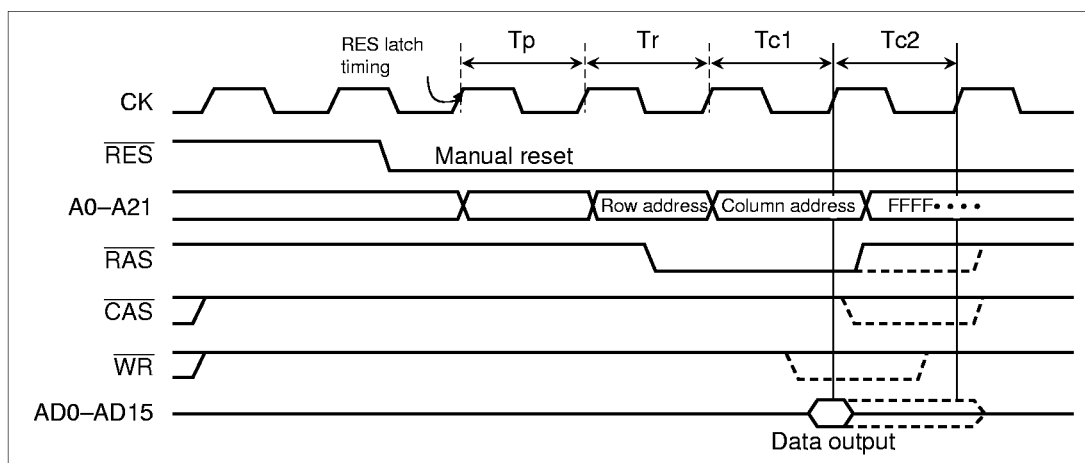 RES latch
timing
Tp
Tr
Tc1
Tc2
CK
RES
Manual reset
A0–A21
Row address
Column address
FFFF• • • •
RAS
CAS
WR
AD0–AD15
Data output